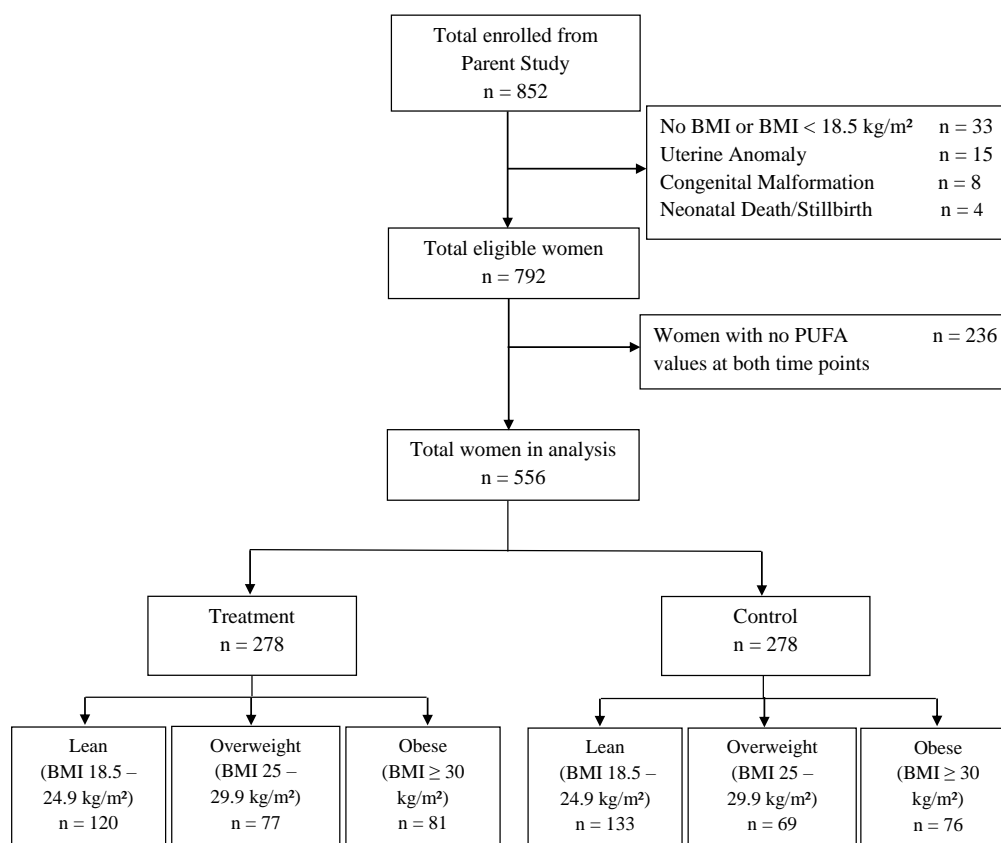 Total enrolled from
Parent Study
n = 852
No BMI or BMI < 18.5 kg/m² n = 33
Uterine Anomaly n = 15
Congenital Malformation n = 8
Neonatal Death/Stillbirth n = 4
Total eligible women
n = 792
Women with no PUFA n = 236
values at both time points
Total women in analysis
n = 556
Treatment
n = 278
Control
n = 278
Lean
(BMI 18.5 –
24.9 kg/m²)
n = 120
Overweight
(BMI 25 –
29.9 kg/m²)
n = 77
Obese
(BMI ≥ 30
kg/m²)
n = 81
Lean
(BMI 18.5 –
24.9 kg/m²)
n = 133
Overweight
(BMI 25 –
29.9 kg/m²)
n = 69
Obese
(BMI ≥ 30
kg/m²)
n = 76